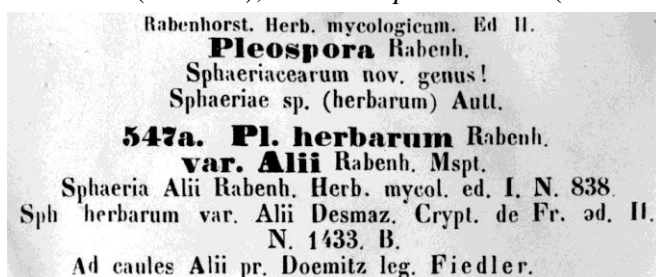 Rabenhorst. Herb. mycologicum. Ed II.
Pleospora Rabenh.
Sphaeriacearum nov. genus!
Sphaeriae sp. (herbarum) Autt.
547a. Pl. herbarum Rabenh.
var. Alii Rabenh. Mspt.
Sphaeria Alii Rabenh. Herb. mycol. ed. I. N. 838.
Sph herbarum var. Alii Desmaz. Crypt. de Fr. ed. II.
N. 1433. B.
Ad caules Alii pr. Doemitz leg. Fiedler.